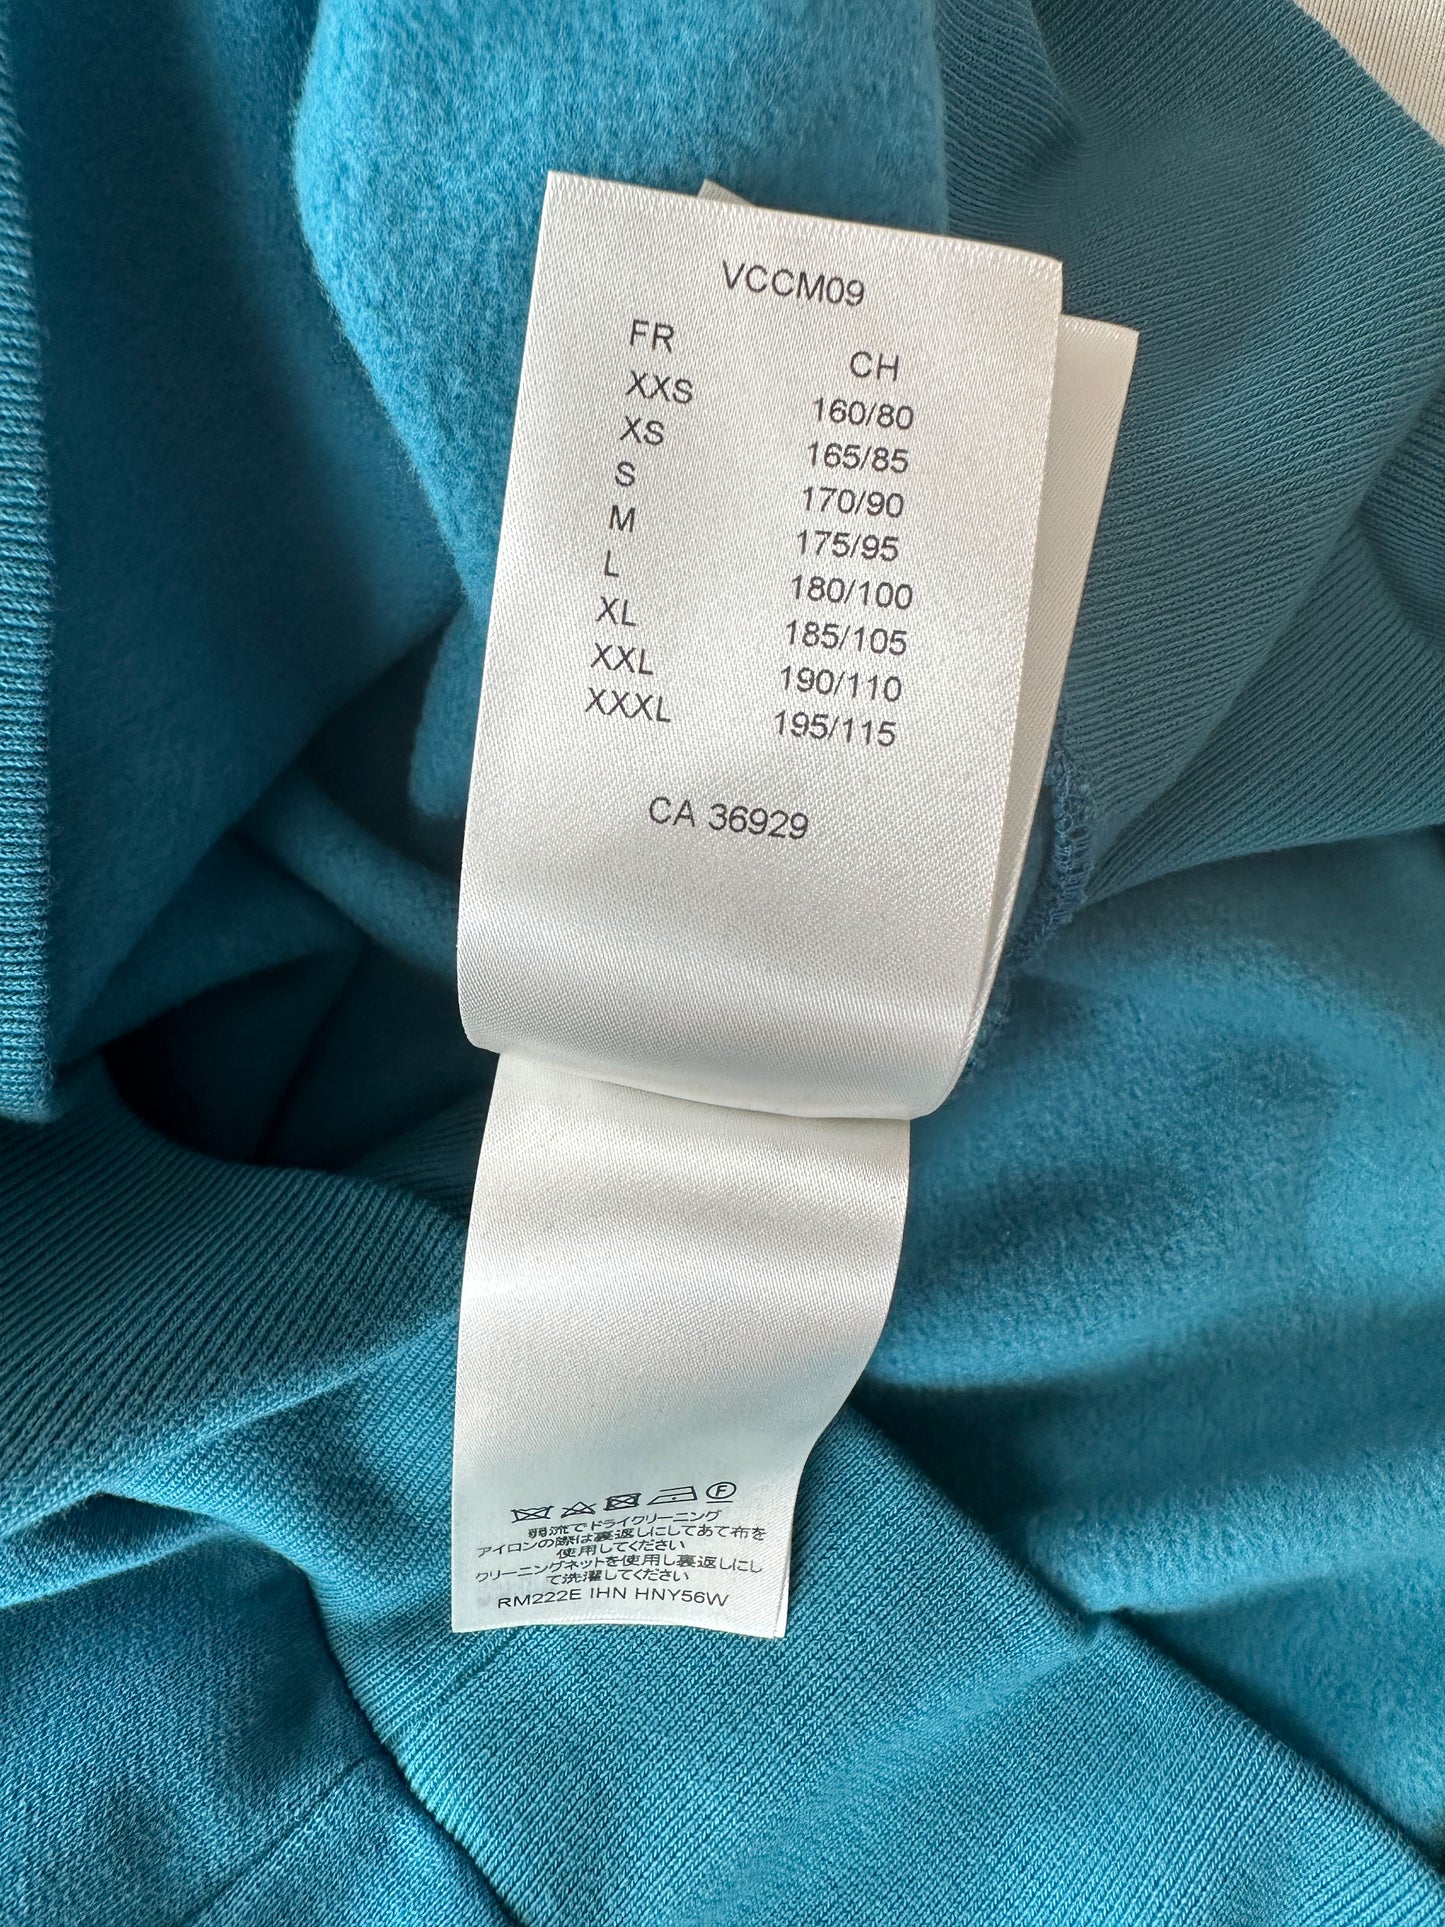 VCCM09
FR CH
XXS 160/80
XS 165/85
S 170/90
M 175/95
L 180/100
XL 185/105
XXL 190/110
XXXL 195/115
CA 36929
弱流でドライクリーニング
アイロンの際は裏返しにしてあて布を
使用してください
クリーニングネットを使用し裏返しにし
て洗濯してください
RM222E IHN HNY56W